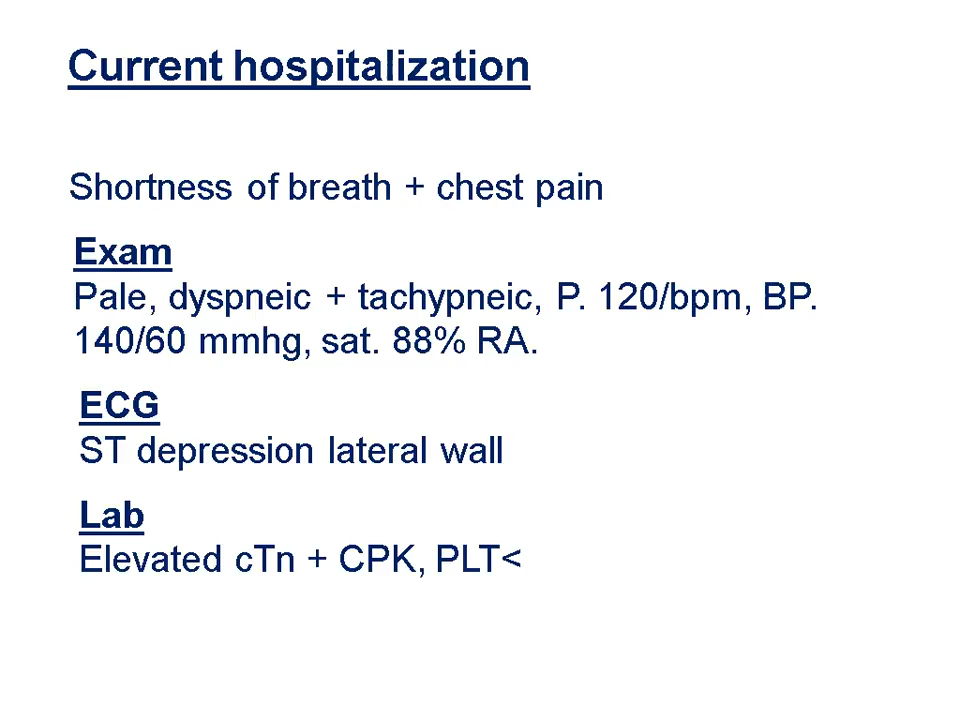 Current hospitalization
Shortness of breath + chest pain
Exam
Pale, dyspneic + tachypneic, P. 120/bpm, BP.
140/60 mmhg, sat. 88% RA.
ECG
ST depression lateral wall
Lab
Elevated cTn + CPK, PLT<